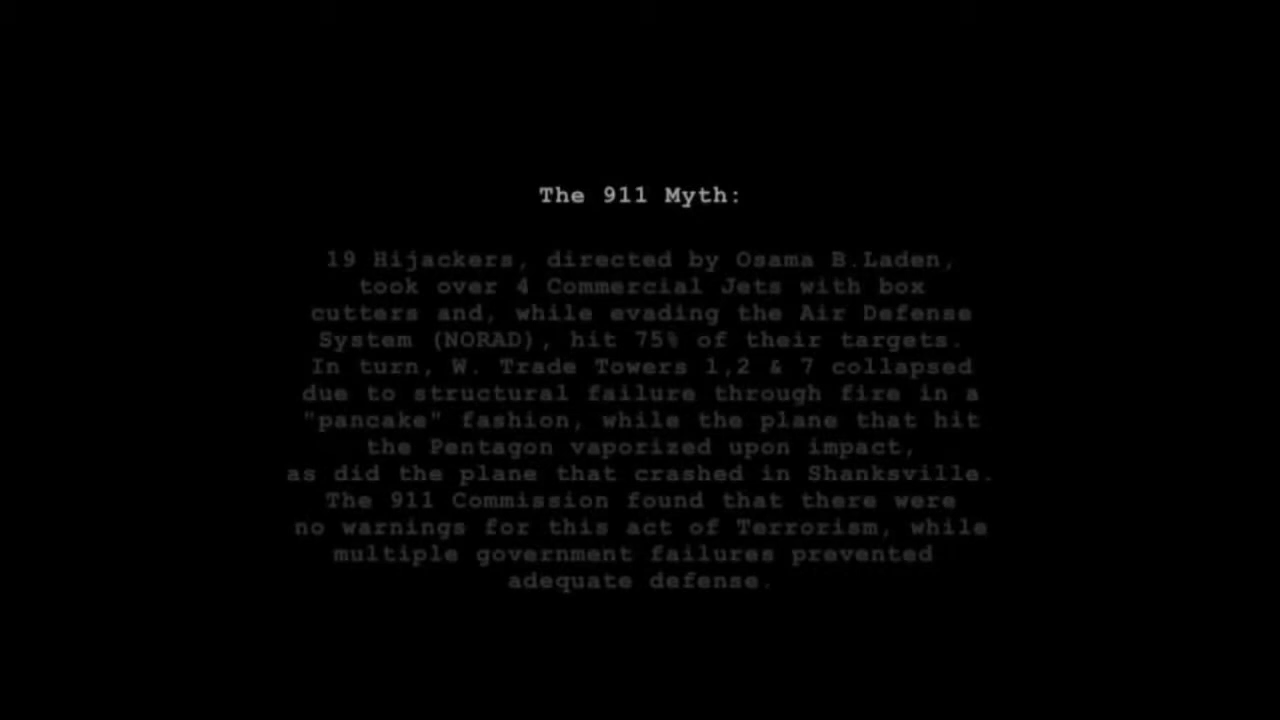 The 911 Myth:
19 Hijackers, directed by Osama B.Laden,
took over 4 Commercial Jets with box
cutters and, while evading the Air Defense
System (NORAD), hit 75% of their targets.
In turn, W. Trade Towers 1,2 & 7 collapsed
due to structural failure through fire in a
"pancake" fashion, while the plane that hit
the Pentagon vaporized upon impact,
as did the plane that crashed in Shanksville.
The 911 Commission found that there were
no warnings for this act of Terrorism, while
multiple government failures prevented
adequate defense.